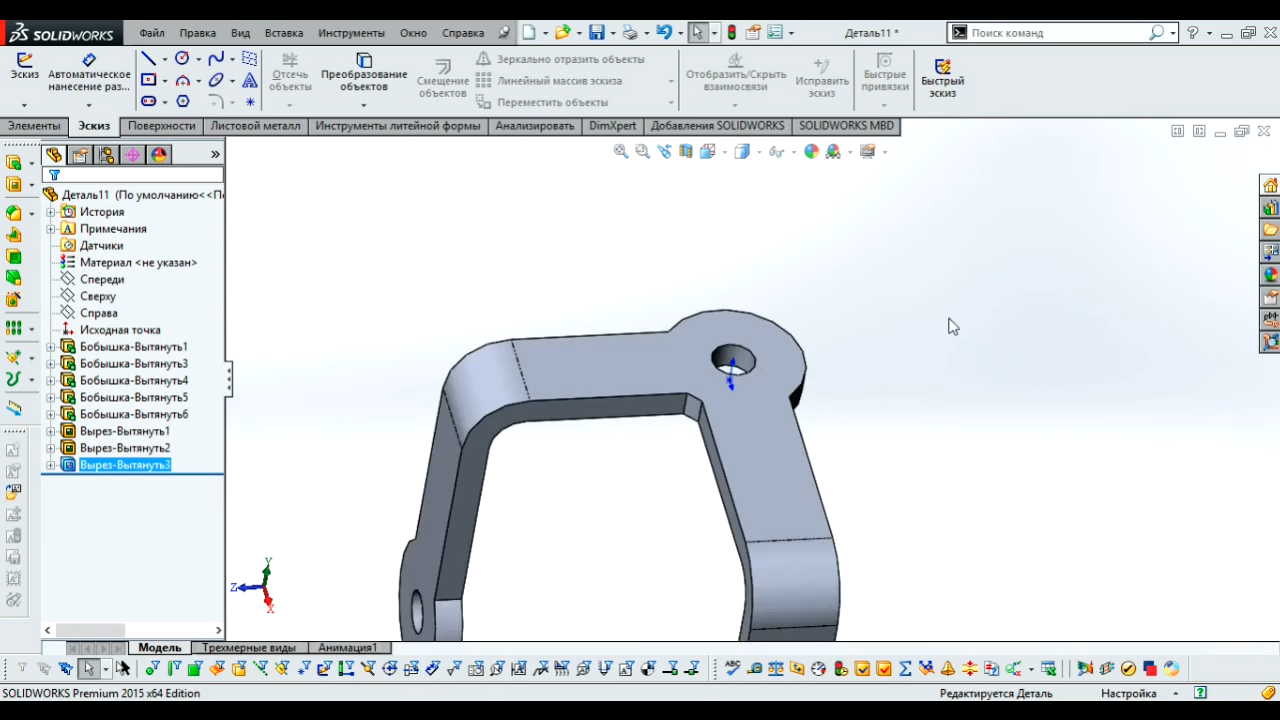 SOLIDWORKS Файл Правка Вид Вставка Инструменты Окно Справка Деталь11 * Поиск команд
Эскиз Автоматическое нанесение раз... Отсечь объекты Преобразование объектов Смещение объектов Зеркально отразить объекты Отобразить/Скрыть взаимосвязи Исправить эскиз Быстрые привязки Быстрый эскиз
Линейный массив эскиза
Переместить объекты
Элементы Эскиз Поверхности Листовой металл Инструменты литейной формы Анализировать DimXpert Добавления SOLIDWORKS SOLIDWORKS MBD
Деталь11 (По умолчанию<<П
История
Примечания
Датчики
Материал <не указан>
Спереди
Сверху
Справа
Исходная точка
Бобышка-Вытянуть1
Бобышка-Вытянуть3
Бобышка-Вытянуть4
Бобышка-Вытянуть5
Бобышка-Вытянуть6
Вырез-Вытянуть1
Вырез-Вытянуть2
Вырез-Вытянуть3
Y
Z
X
Модель Трехмерные виды Анимация1
SOLIDWORKS Premium 2015 x64 Edition Редактируется Деталь Настройка